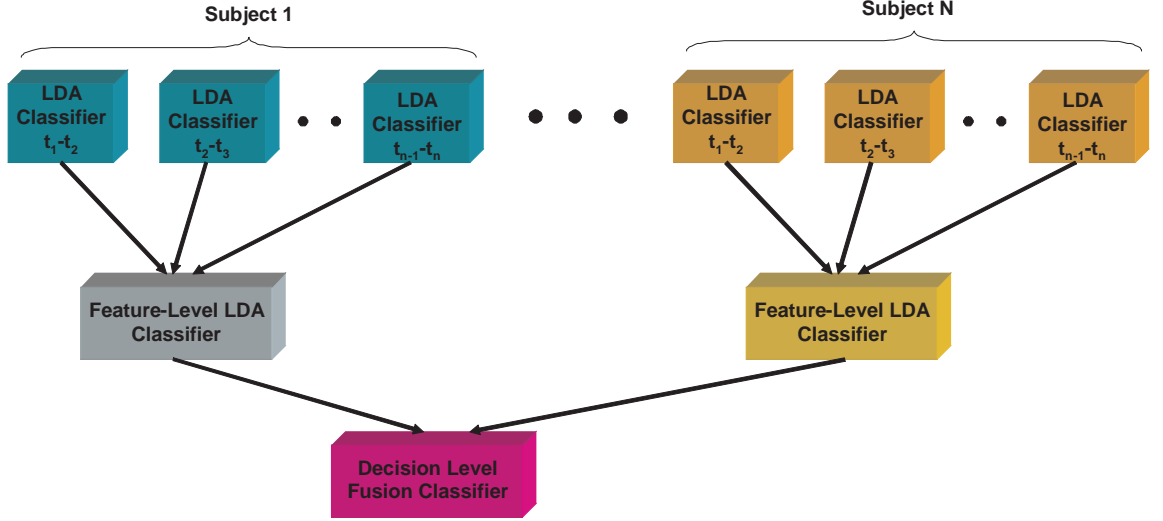 Subject 1
Subject N
LDA
Classifier
t₁-t₂
LDA
Classifier
t₂-t₃
LDA
Classifier
tₙ₋₁-tₙ
LDA
Classifier
t₁-t₂
LDA
Classifier
t₂-t₃
LDA
Classifier
tₙ₋₁-tₙ
Feature-Level LDA
Classifier
Feature-Level LDA
Classifier
Decision Level
Fusion Classifier